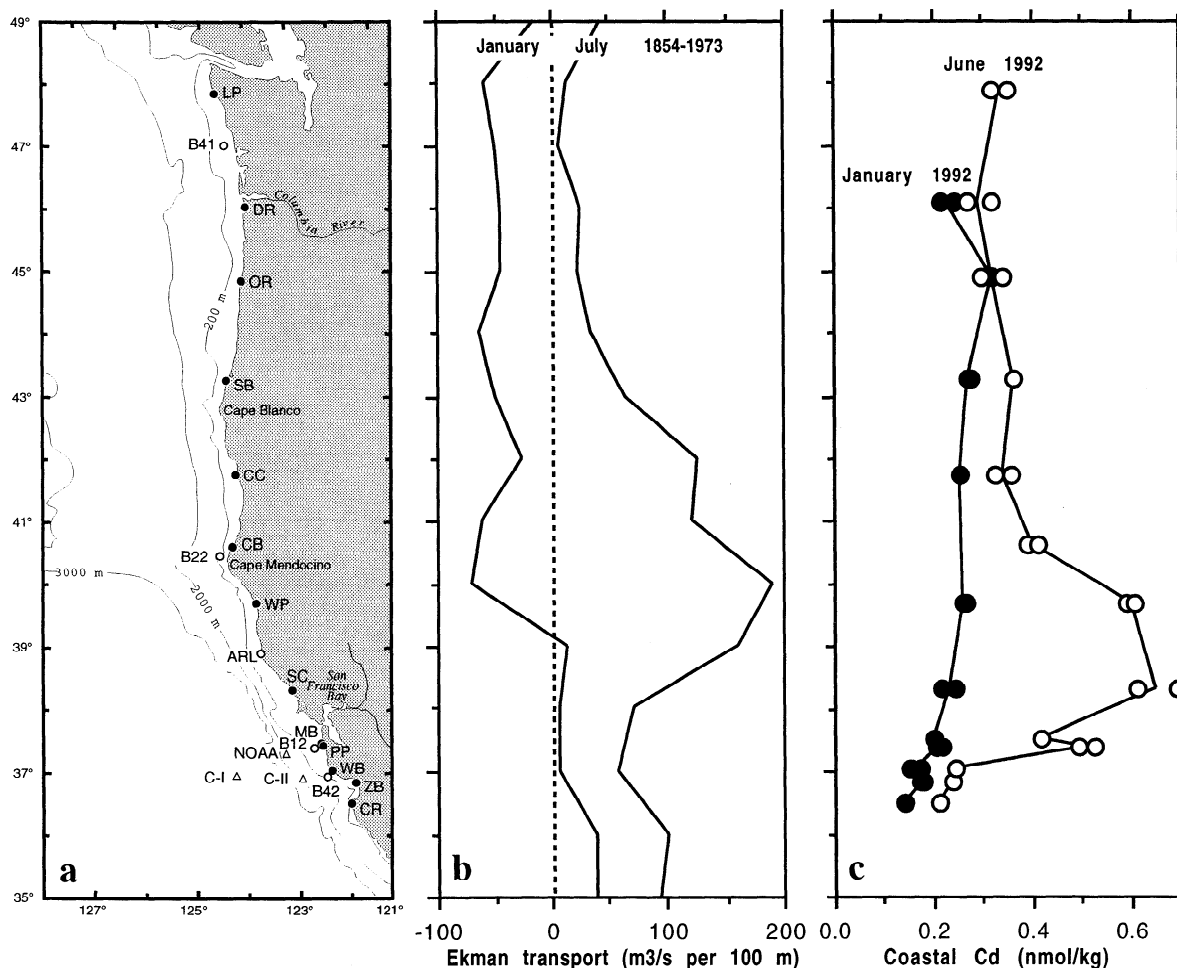 49°
47°
45°
43°
41°
39°
37°
35°
127°
125°
123°
121°
LP
B41
DR
Columbia River
OR
200 m
SB
Cape Blanco
CC
CB
B22
Cape Mendocino
3000 m
2000 m
WP
ARL
SC
San
Francisco
Bay
MB
B12
NOAA
PP
WB
C-I
C-II
B42
ZB
CR
a
January July 1854-1973
b
-100 0 100 200
Ekman transport (m3/s per 100 m)
June 1992
January 1992
c
0.0 0.2 0.4 0.6
Coastal Cd (nmol/kg)